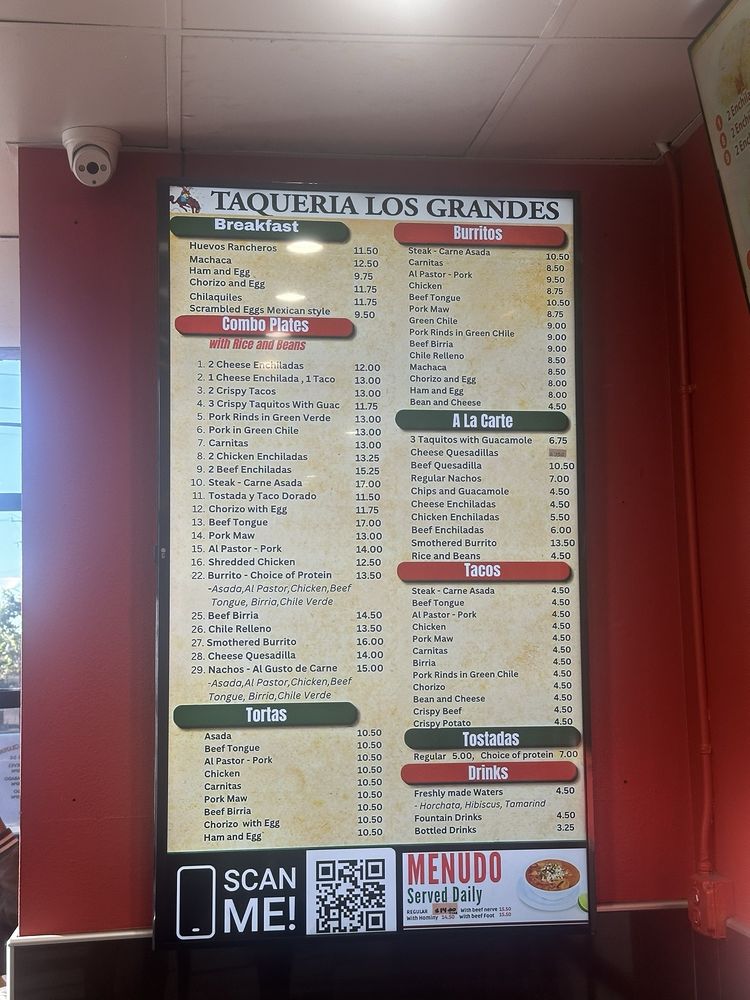 TAQUERIA LOS GRANDES
Breakfast
Huevos Rancheros 11.50
Machaca 12.50
Ham and Egg 9.75
Chorizo and Egg 11.75
Chilaquiles 11.75
Scrambled Eggs Mexican style 9.50
Combo Plates
with Rice and Beans
1. 2 Cheese Enchiladas 12.00
2. 1 Cheese Enchilada , 1 Taco 13.00
3. 2 Crispy Tacos 13.00
4. 3 Crispy Taquitos With Guac 11.75
5. Pork Rinds in Green Verde 13.00
6. Pork in Green Chile 13.00
7. Carnitas 13.00
8. 2 Chicken Enchiladas 13.25
9. 2 Beef Enchiladas 15.25
10. Steak - Carne Asada 17.00
11. Tostada y Taco Dorado 11.50
12. Chorizo with Egg 11.75
13. Beef Tongue 17.00
14. Pork Maw 13.00
15. Al Pastor - Pork 14.00
16. Shredded Chicken 12.50
22. Burrito - Choice of Protein 13.50
-Asada,Al Pastor,Chicken,Beef
Tongue, Birria,Chile Verde
25. Beef Birria 14.50
26. Chile Relleno 13.50
27. Smothered Burrito 16.00
28. Cheese Quesadilla 14.00
29. Nachos - Al Gusto de Carne 15.00
-Asada,Al Pastor,Chicken,Beef
Tongue, Birria,Chile Verde
Tortas
Asada 10.50
Beef Tongue 10.50
Al Pastor - Pork 10.50
Chicken 10.50
Carnitas 10.50
Pork Maw 10.50
Beef Birria 10.50
Chorizo with Egg 10.50
Ham and Egg 10.50
Burritos
Steak - Carne Asada 10.50
Carnitas 8.50
Al Pastor - Pork 9.50
Chicken 8.75
Beef Tongue 10.50
Pork Maw 8.75
Green Chile 9.00
Pork Rinds in Green CHile 9.00
Beef Birria 9.00
Chile Relleno 8.50
Machaca 8.50
Chorizo and Egg 8.00
Ham and Egg 8.00
Bean and Cheese 4.50
A La Carte
3 Taquitos with Guacamole 6.75
Cheese Quesadillas
Beef Quesadilla 10.50
Regular Nachos 7.00
Chips and Guacamole 4.50
Cheese Enchiladas 4.50
Chicken Enchiladas 5.50
Beef Enchiladas 6.00
Smothered Burrito 13.50
Rice and Beans 4.50
Tacos
Steak - Carne Asada 4.50
Beef Tongue 4.50
Al Pastor - Pork 4.50
Chicken 4.50
Pork Maw 4.50
Carnitas 4.50
Birria 4.50
Pork Rinds in Green Chile 4.50
Chorizo 4.50
Bean and Cheese 4.50
Crispy Beef 4.50
Crispy Potato 4.50
Tostadas
Regular 5.00, Choice of protein 7.00
Drinks
Freshly made Waters 4.50
- Horchata, Hibiscus, Tamarind
Fountain Drinks 4.50
Bottled Drinks 3.25
SCAN
ME!
MENUDO
Served Daily
REGULAR With beef nerve 15.50
With Hominy 14.50 with beef Foot 15.50
2 Ench
2 Ench
2 En